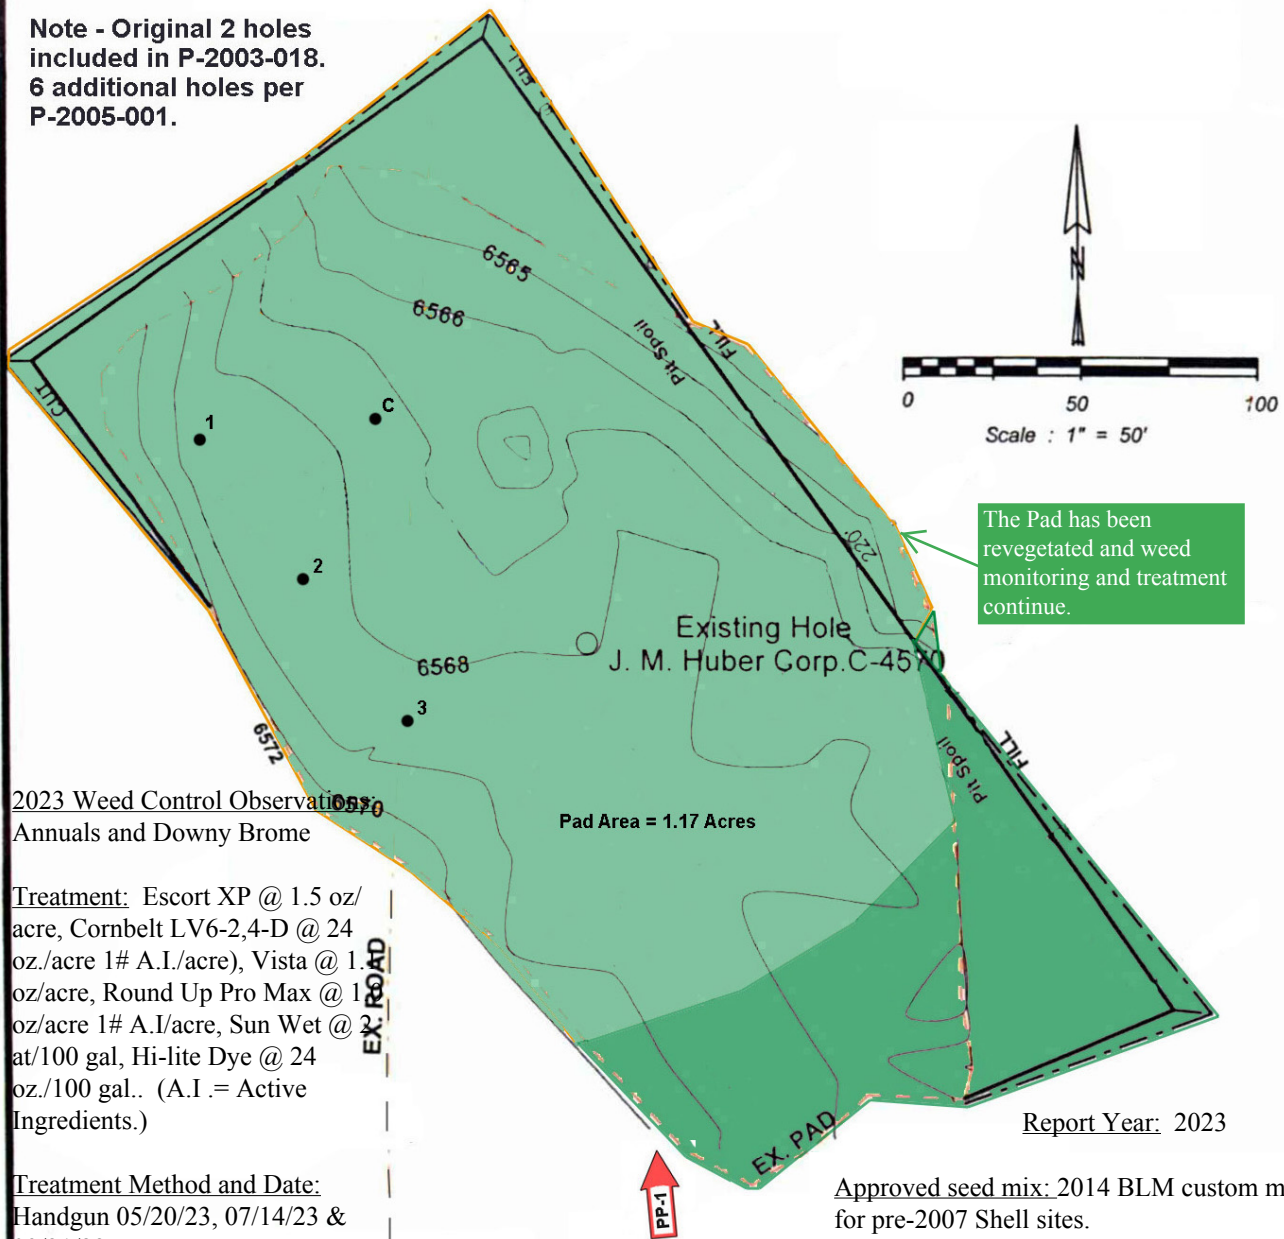 Note - Original 2 holes
included in P-2003-018.
6 additional holes per
P-2005-001.
FILL
6565
6566
Pit Spoil
FILL
0 50 100
Scale : 1" = 50'
CUT
1
C
2
220'
The Pad has been
revegetated and weed
monitoring and treatment
continue.
Existing Hole
J. M. Huber Corp.C-4570
6568
3
6572
6570
Pit Spoil
FILL
Pad Area = 1.17 Acres
2023 Weed Control Observations:
Annuals and Downy Brome
Treatment: Escort XP @ 1.5 oz/
acre, Cornbelt LV6-2,4-D @ 24
oz./acre 1# A.I./acre), Vista @
oz/acre, Round Up Pro Max @
oz/acre 1# A.I/acre, Sun Wet @ 2
at/100 gal, Hi-lite Dye @ 24
oz./100 gal.. (A.I .= Active
Ingredients.)
EX. ROAD
Treatment Method and Date:
Handgun 05/20/23, 07/14/23 &
EX. PAD
PP-1
Report Year: 2023
Approved seed mix: 2014 BLM custom m
for pre-2007 Shell sites.